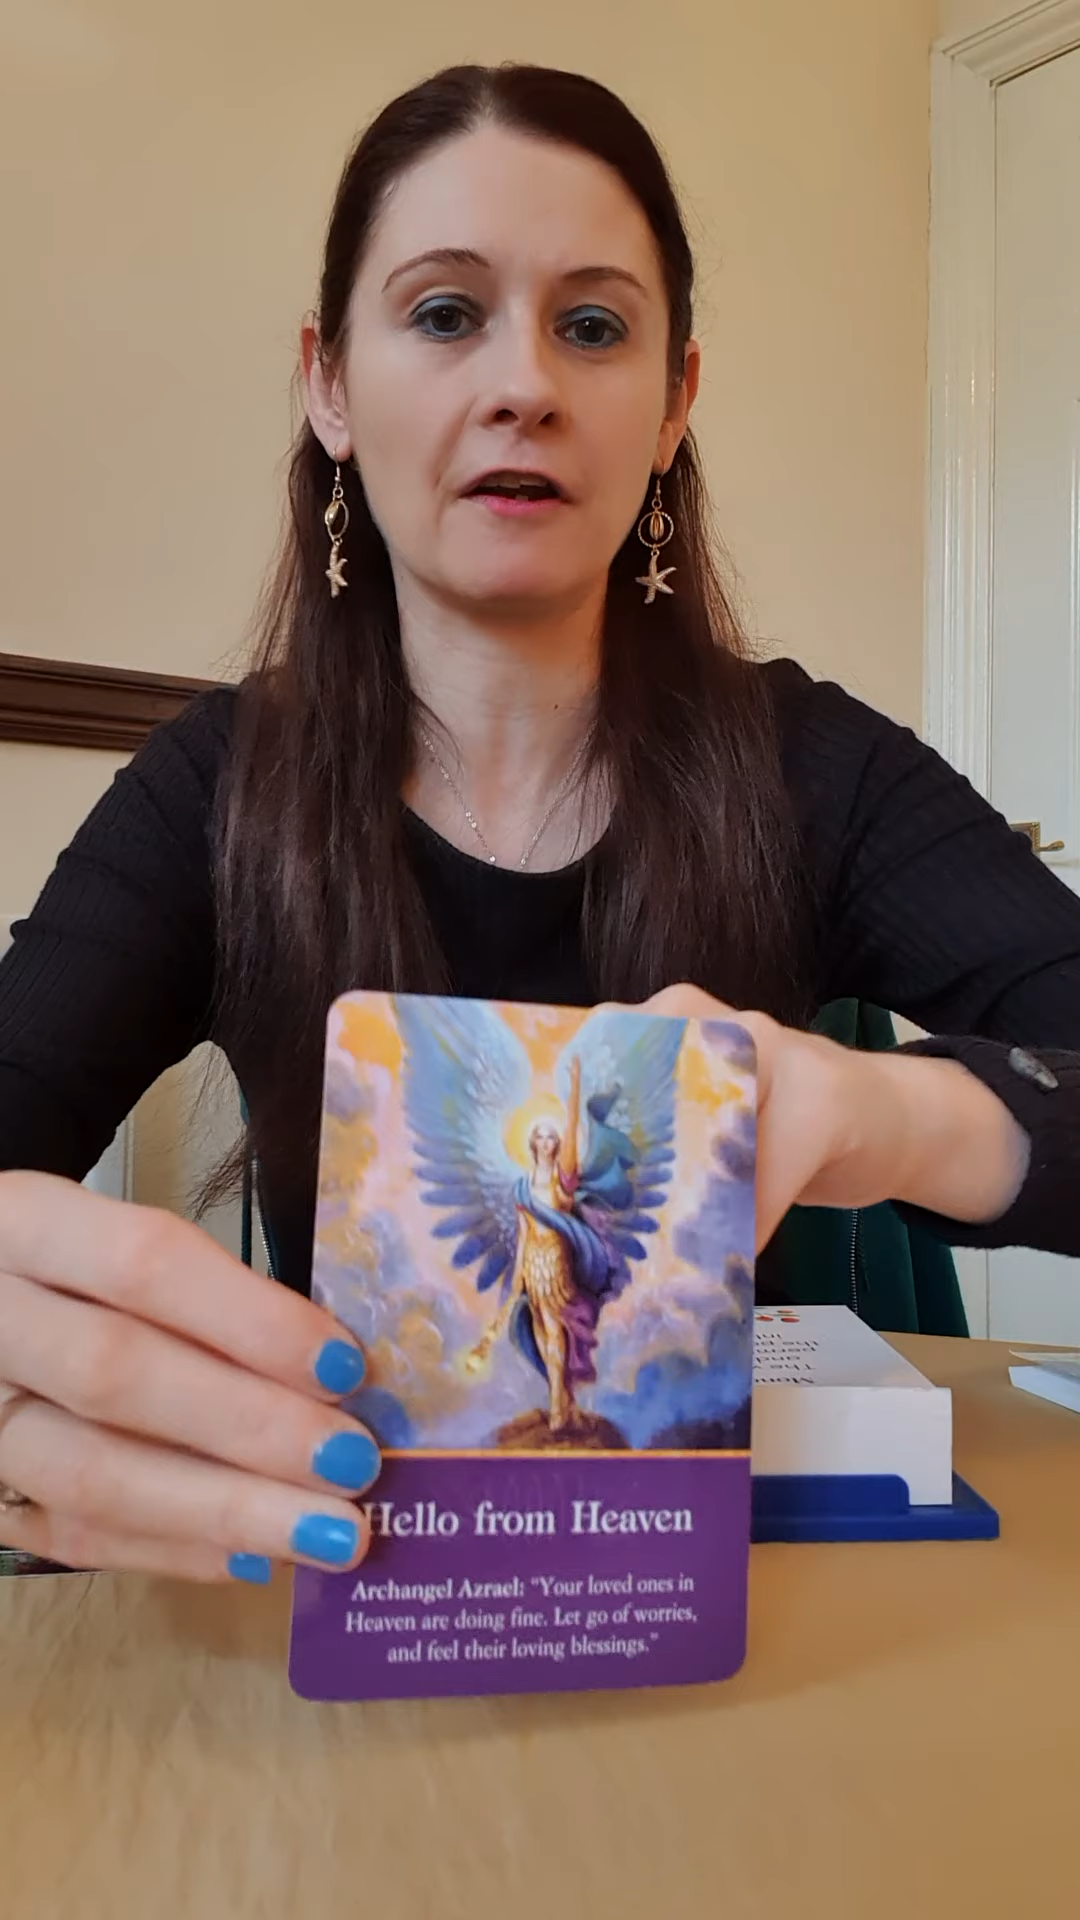 Hello from Heaven
Archangel Azrael: "Your loved ones in
Heaven are doing fine. Let go of worries,
and feel their loving blessings."